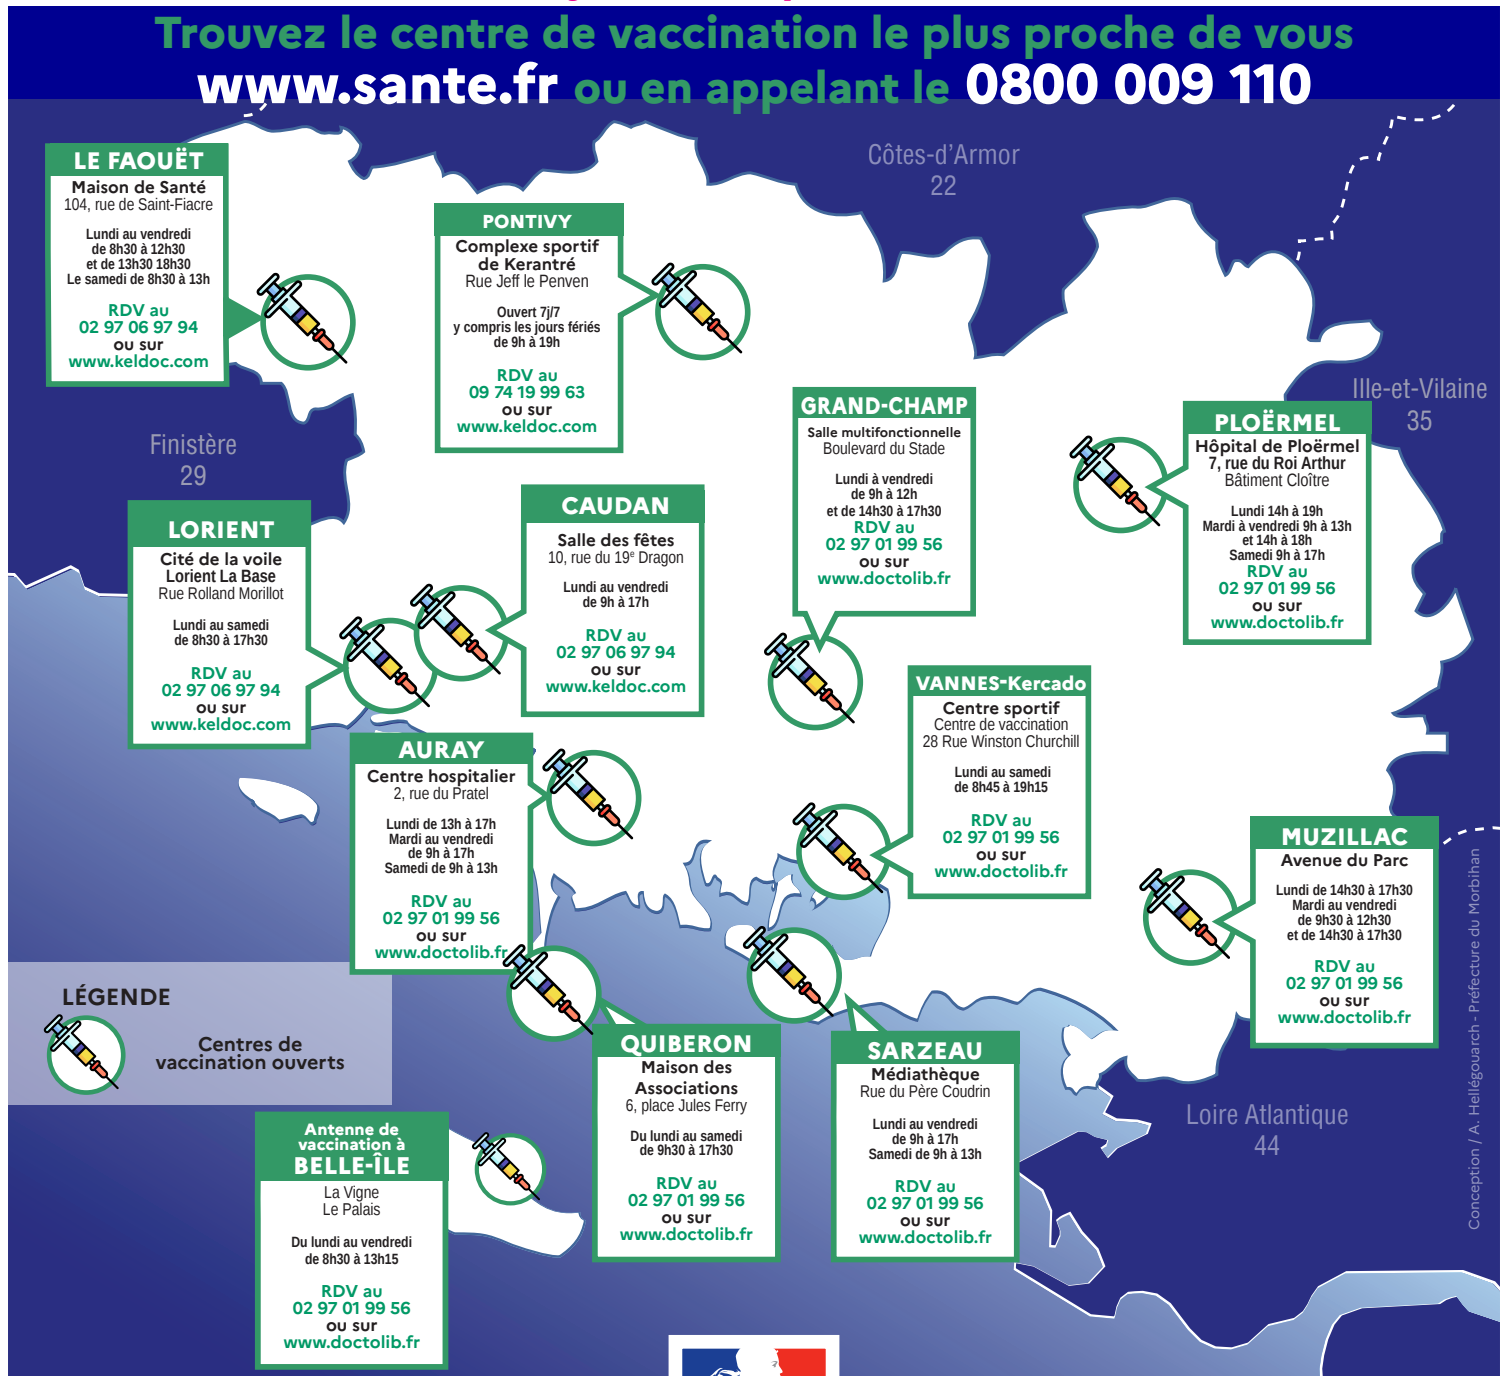 Trouvez le centre de vaccination le plus proche de vous
www.sante.fr ou en appelant le 0800 009 110
Côtes-d'Armor
22
LE FAOUËT
Maison de Santé
104, rue de Saint-Fiacre
Lundi au vendredi
de 8h30 à 12h30
et de 13h30 18h30
Le samedi de 8h30 à 13h
RDV au
02 97 06 97 94
ou sur
www.keldoc.com
PONTIVY
Complexe sportif
de Kerantré
Rue Jeff le Penven
Ouvert 7j/7
y compris les jours fériés
de 9h à 19h
RDV au
09 74 19 99 63
ou sur
www.keldoc.com
Ille-et-Vilaine
35
GRAND-CHAMP
Salle multifonctionnelle
Boulevard du Stade
Lundi à vendredi
de 9h à 12h
et de 14h30 à 17h30
RDV au
02 97 01 99 56
ou sur
www.doctolib.fr
PLOËRMEL
Hôpital de Ploërmel
7, rue du Roi Arthur
Bâtiment Cloître
Lundi 14h à 19h
Mardi à vendredi 9h à 13h
et 14h à 18h
Samedi 9h à 17h
RDV au
02 97 01 99 56
ou sur
www.doctolib.fr
Finistère
29
LORIENT
Cité de la voile
Lorient La Base
Rue Rolland Morillot
Lundi au samedi
de 8h30 à 17h30
RDV au
02 97 06 97 94
ou sur
www.keldoc.com
CAUDAN
Salle des fêtes
10, rue du 19e Dragon
Lundi au vendredi
de 9h à 17h
RDV au
02 97 06 97 94
ou sur
www.keldoc.com
VANNES-Kercado
Centre sportif
Centre de vaccination
28 Rue Winston Churchill
Lundi au samedi
de 8h45 à 19h15
RDV au
02 97 01 99 56
ou sur
www.doctolib.fr
AURAY
Centre hospitalier
2, rue du Pratel
Lundi de 13h à 17h
Mardi au vendredi
de 9h à 17h
Samedi de 9h à 13h
RDV au
02 97 01 99 56
ou sur
www.doctolib.fr
MUZILLAC
Avenue du Parc
Lundi de 14h30 à 17h30
Mardi au vendredi
de 9h30 à 12h30
et de 14h30 à 17h30
RDV au
02 97 01 99 56
ou sur
www.doctolib.fr
LÉGENDE
Centres de
vaccination ouverts
QUIBERON
Maison des
Associations
6, place Jules Ferry
Du lundi au samedi
de 9h30 à 17h30
RDV au
02 97 01 99 56
ou sur
www.doctolib.fr
SARZEAU
Médiathèque
Rue du Père Coudrin
Lundi au vendredi
de 9h à 17h
Samedi de 9h à 13h
RDV au
02 97 01 99 56
ou sur
www.doctolib.fr
Loire Atlantique
44
Antenne de
vaccination à
BELLE-ÎLE
La Vigne
Le Palais
Du lundi au vendredi
de 8h30 à 13h15
RDV au
02 97 01 99 56
ou sur
www.doctolib.fr
Conception / A. Hellégouarch - Préfecture du Morbihan